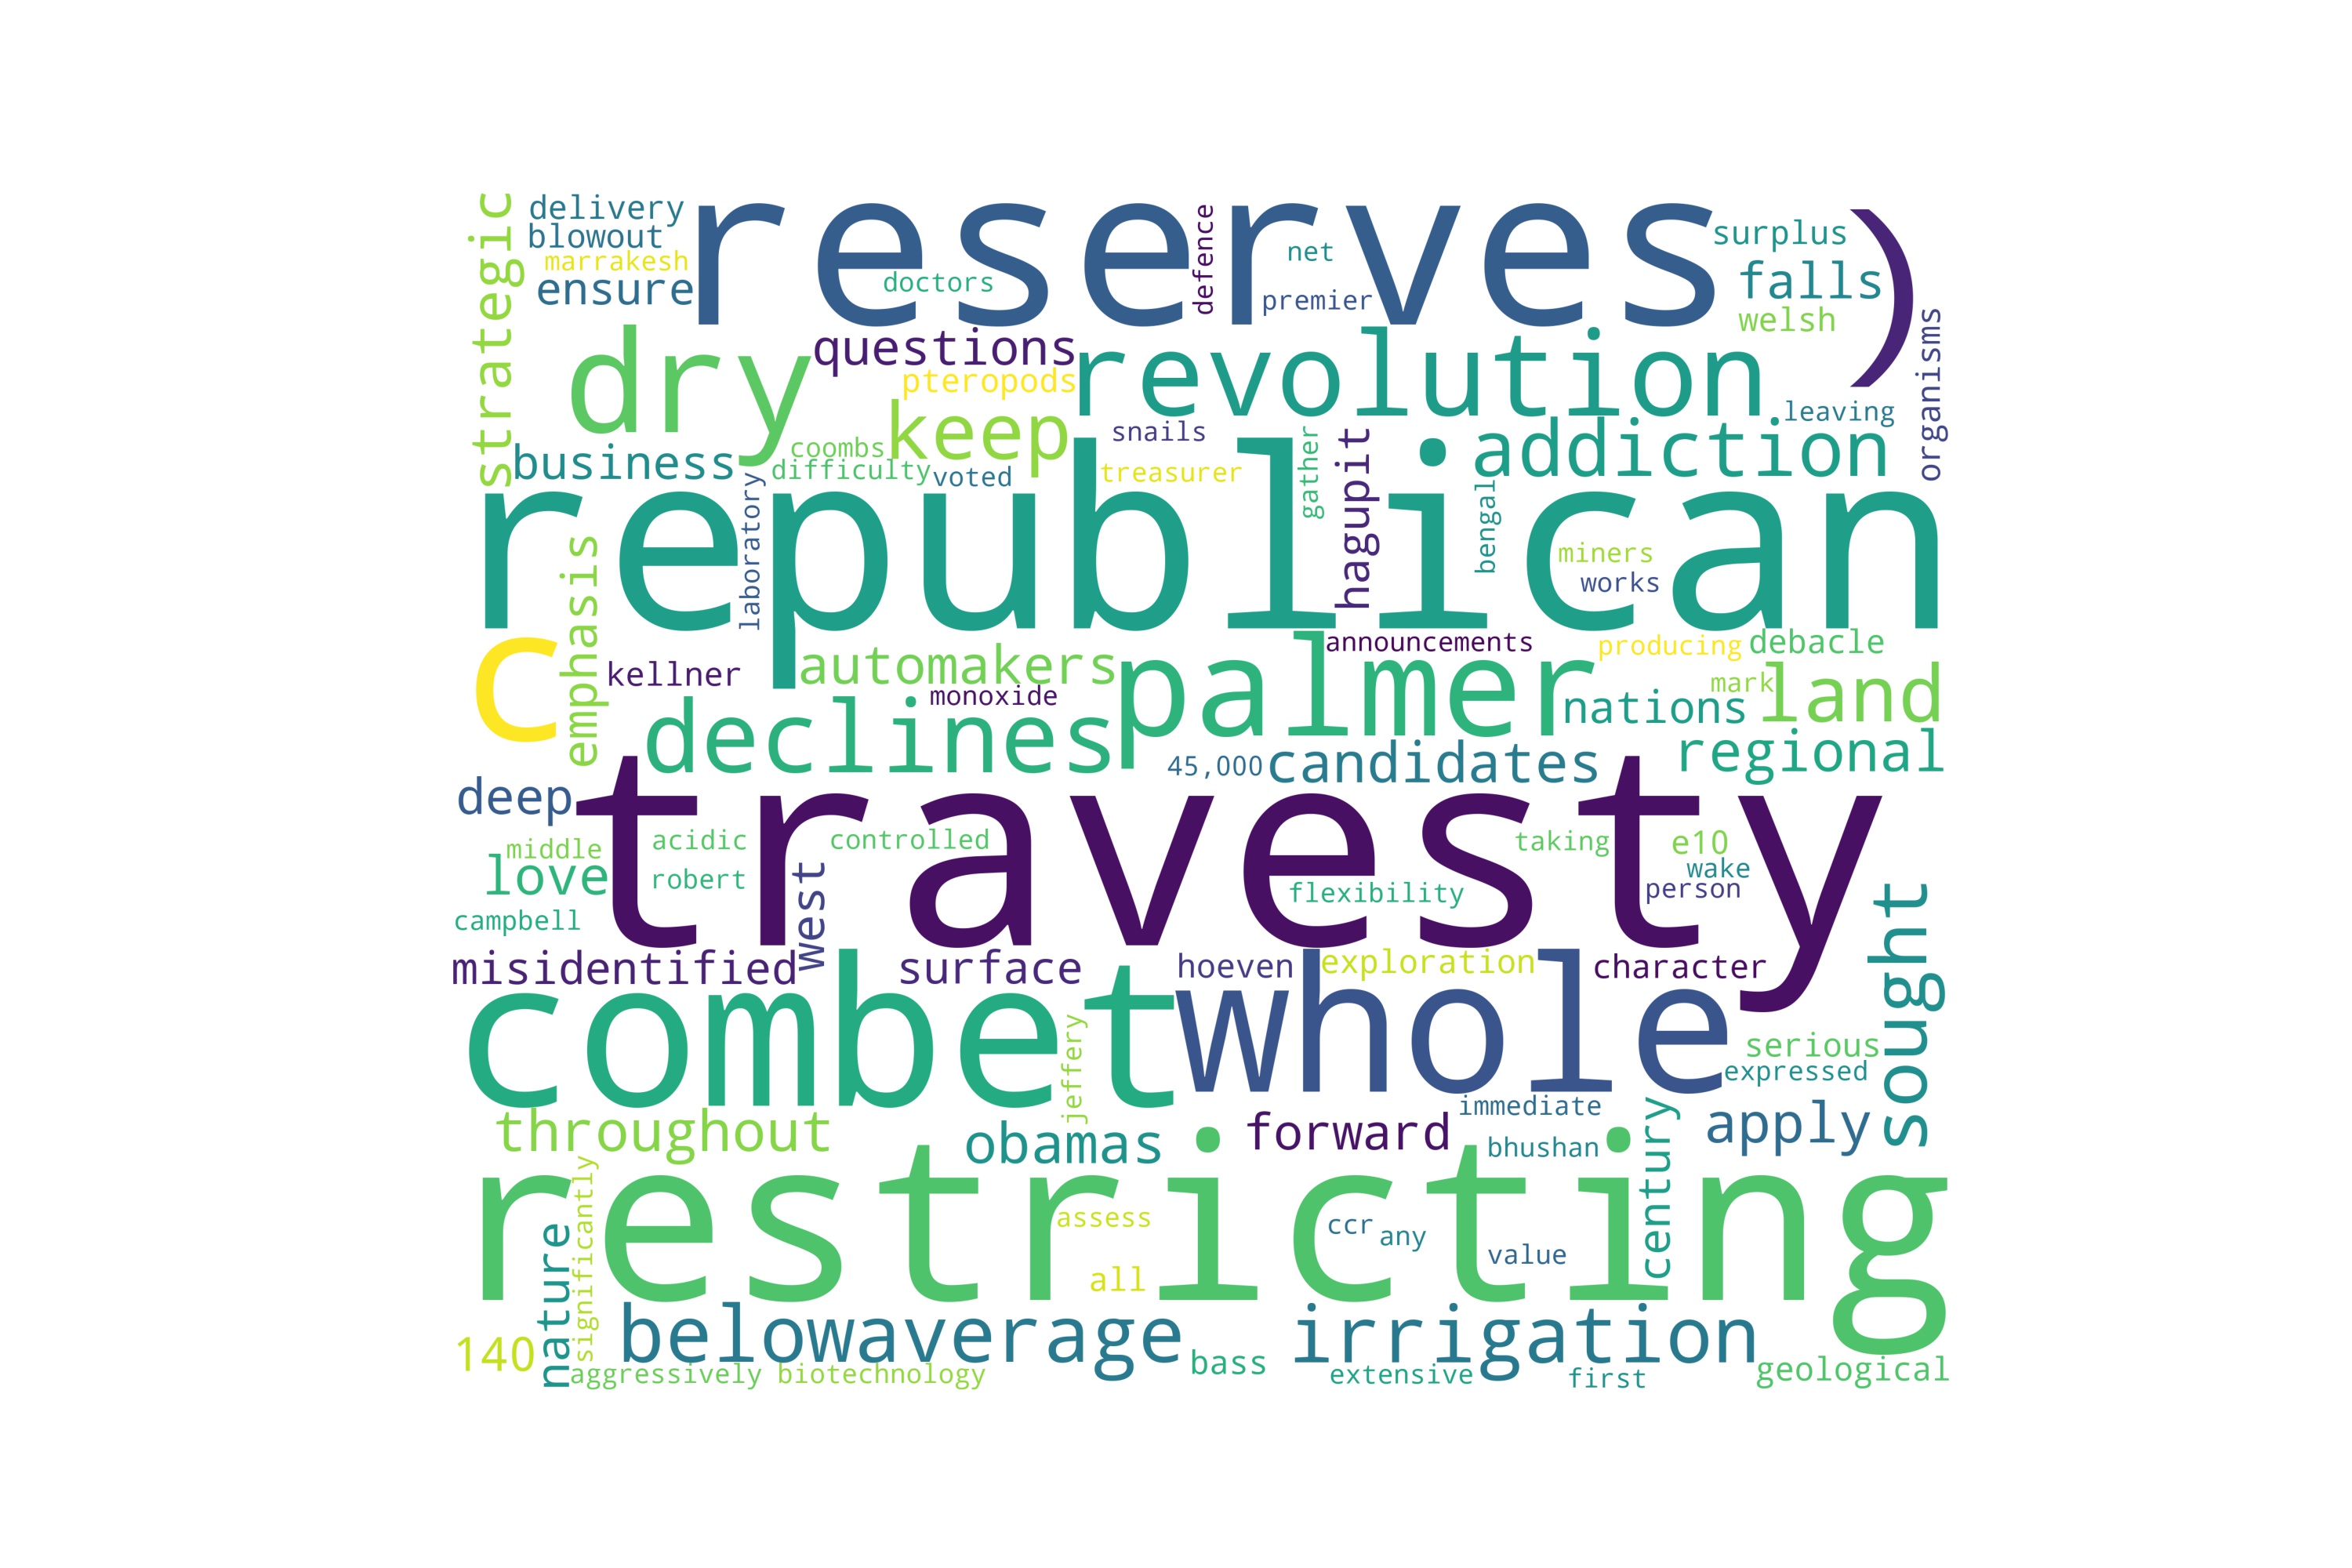 strategic
delivery
blowout
marrakesh
ensure
reserves
doctors
defence
net
premier
surplus
falls
welsh
)
organisms
dry
questions
pteropods
revolution
keep
leaving
business
coombs
difficulty
voted
snails
treasurer
gather
hagupit
addiction
bengal
laboratory
republican
miners
works
emphasis
c
kellner
automakers
monoxide
announcements
palmer
producing
debacle
mark
nations
land
declines
45,000
candidates
regional
deep
travesty
middle
acidic
controlled
taking
e10
wake
love
robert
west
flexibility
person
campbell
sought
misidentified
surface
hoeven
exploration
character
combet
whole
jeffery
serious
expressed
throughout
obamas
forward
immediate
bhushan
century
apply
restricting
significantly
nature
assess
ccr
any
value
all
140
belowaverage
irrigation
aggressively
biotechnology
bass
extensive
first
geological